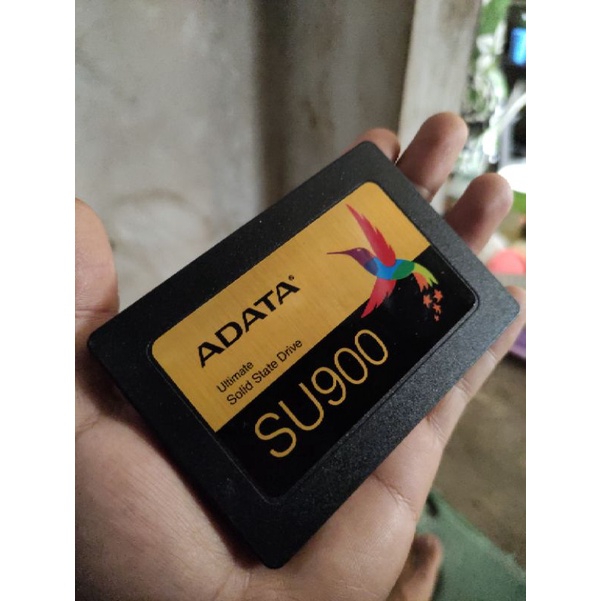 ADATA®
Ultimate
Solid State Drive
SU900